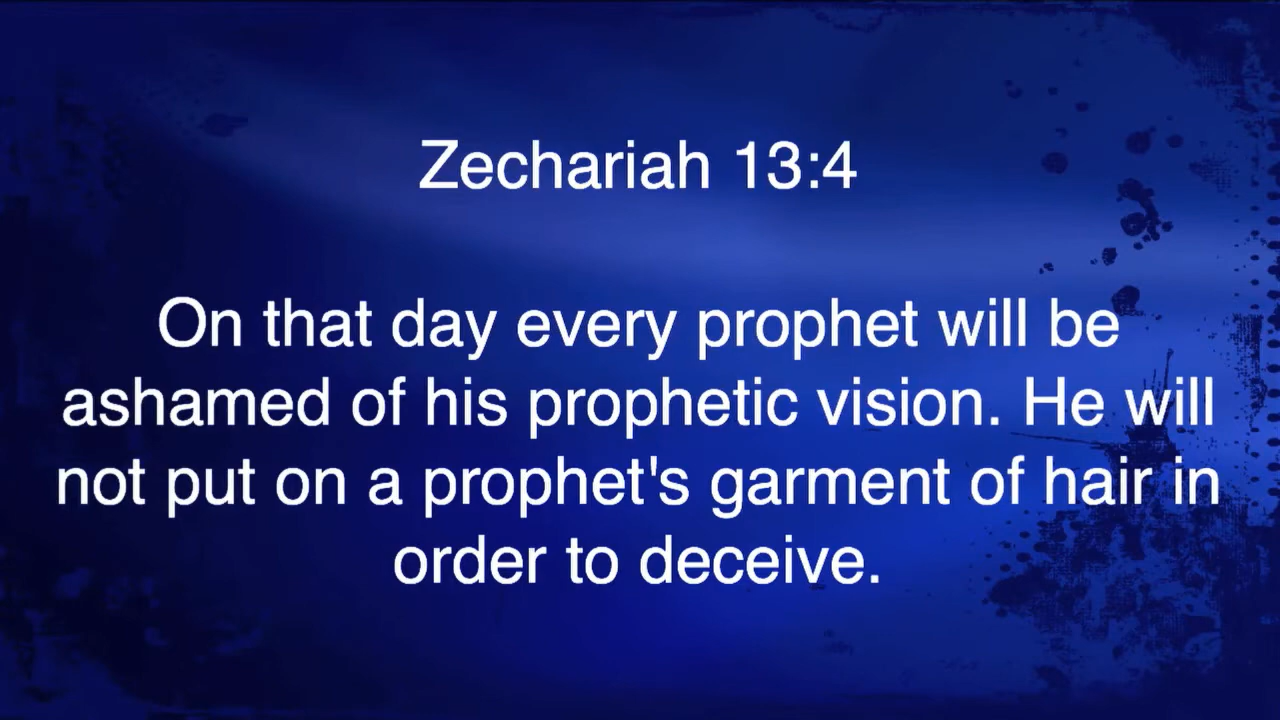 Zechariah 13:4
On that day every prophet will be
ashamed of his prophetic vision. He will
not put on a prophet's garment of hair in
order to deceive.